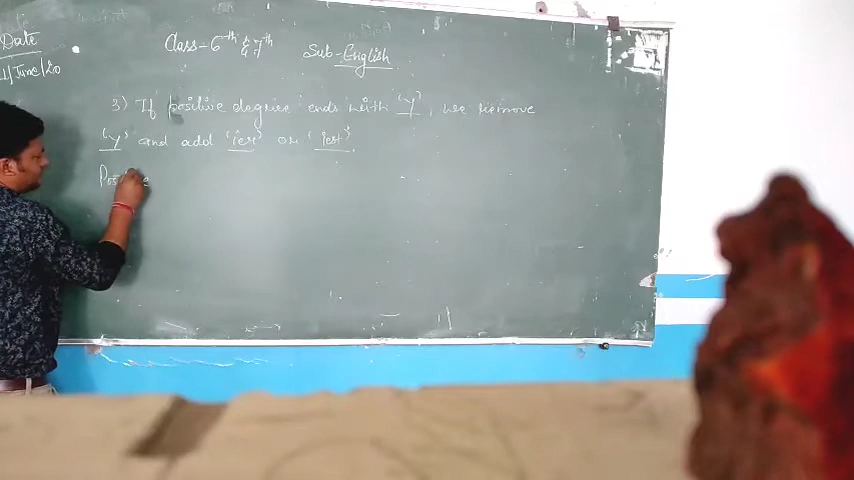 Date
Class-6th & 7th Sub-English
1/June/20
3) If positive degree ends with 'y', we remove
'y' and add 'ier' or 'iest'.